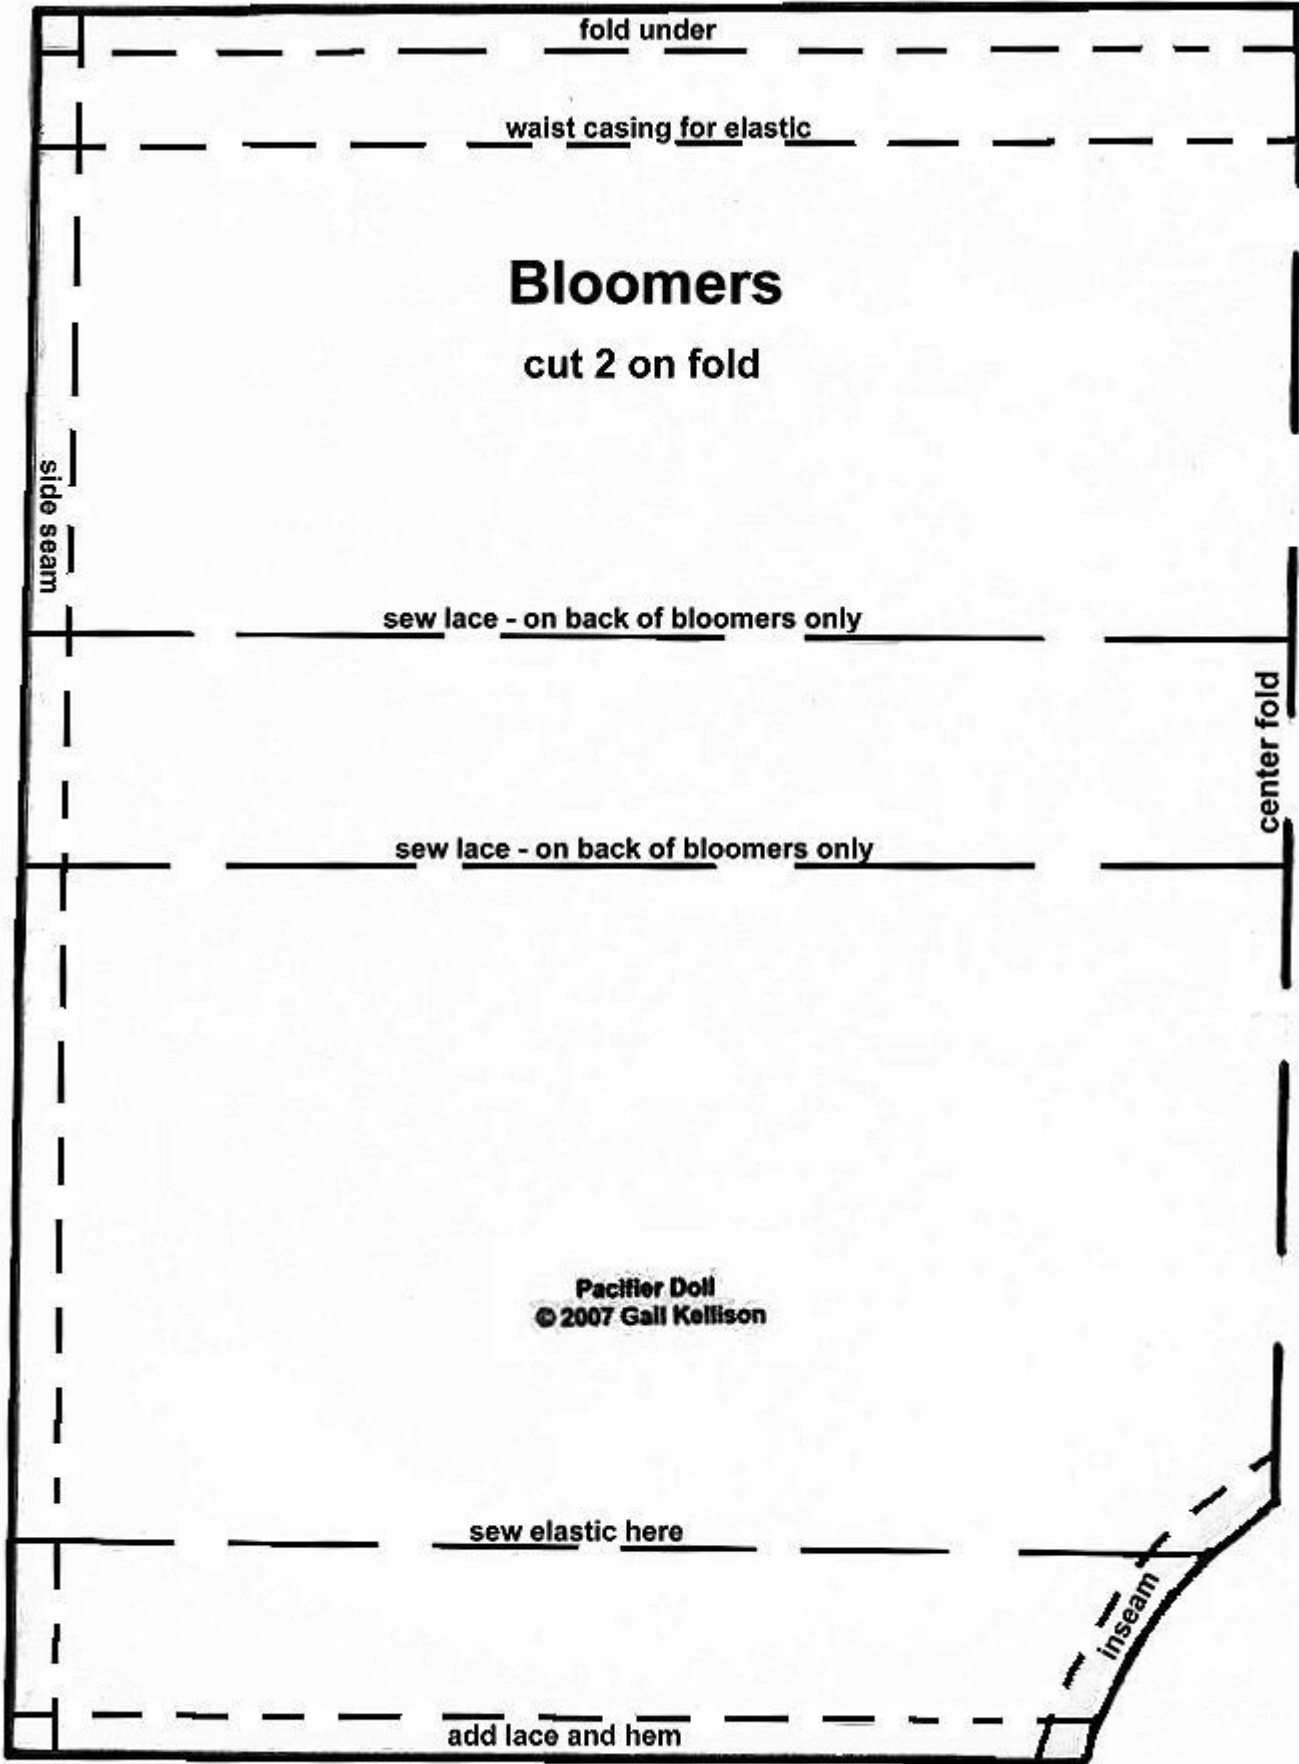 fold under
waist casing for elastic
Bloomers
cut 2 on fold
side seam
sew lace - on back of bloomers only
center fold
sew lace - on back of bloomers only
Pacifier Doll
© 2007 Gail Kellison
sew elastic here
inseam
add lace and hem